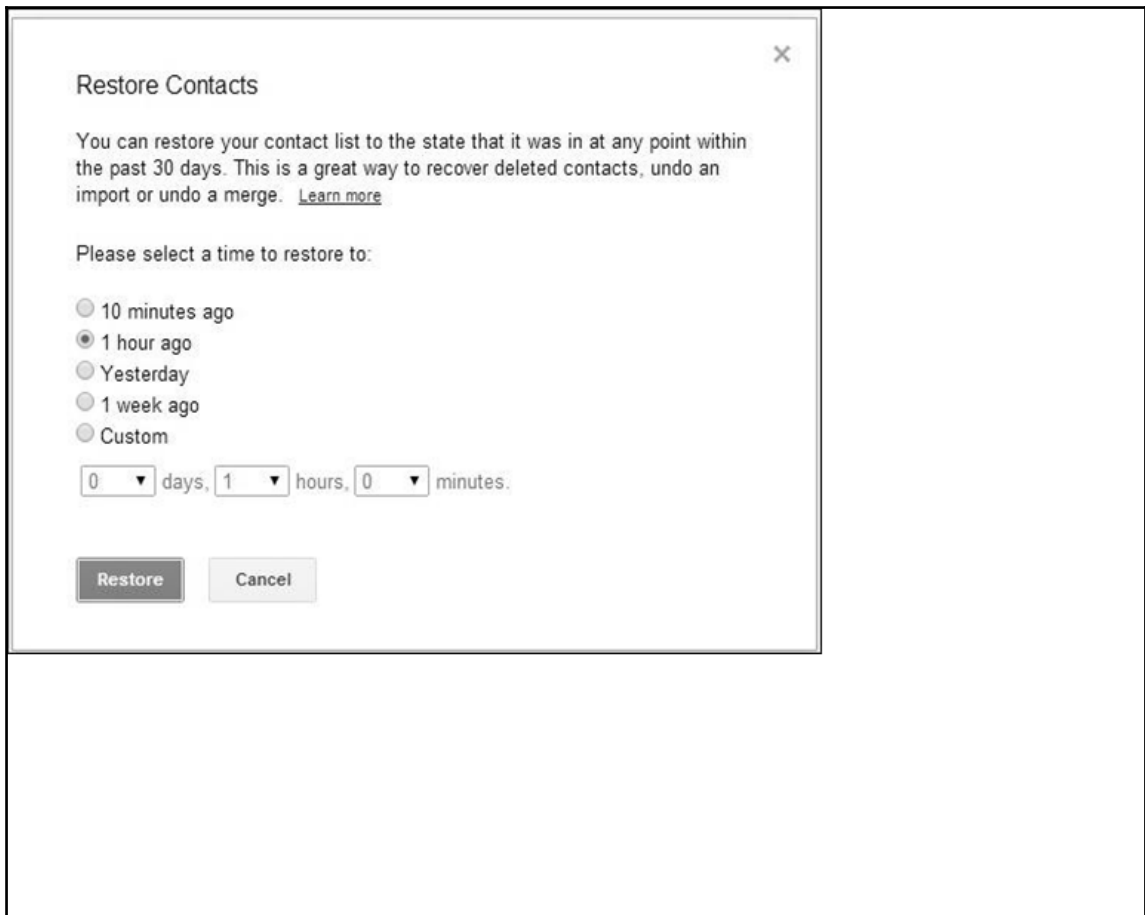 Restore Contacts
You can restore your contact list to the state that it was in at any point within
the past 30 days. This is a great way to recover deleted contacts, undo an
import or undo a merge. Learn more
Please select a time to restore to:
10 minutes ago
1 hour ago
Yesterday
1 week ago
Custom
0 days, 1 hours, 0 minutes.
Restore Cancel